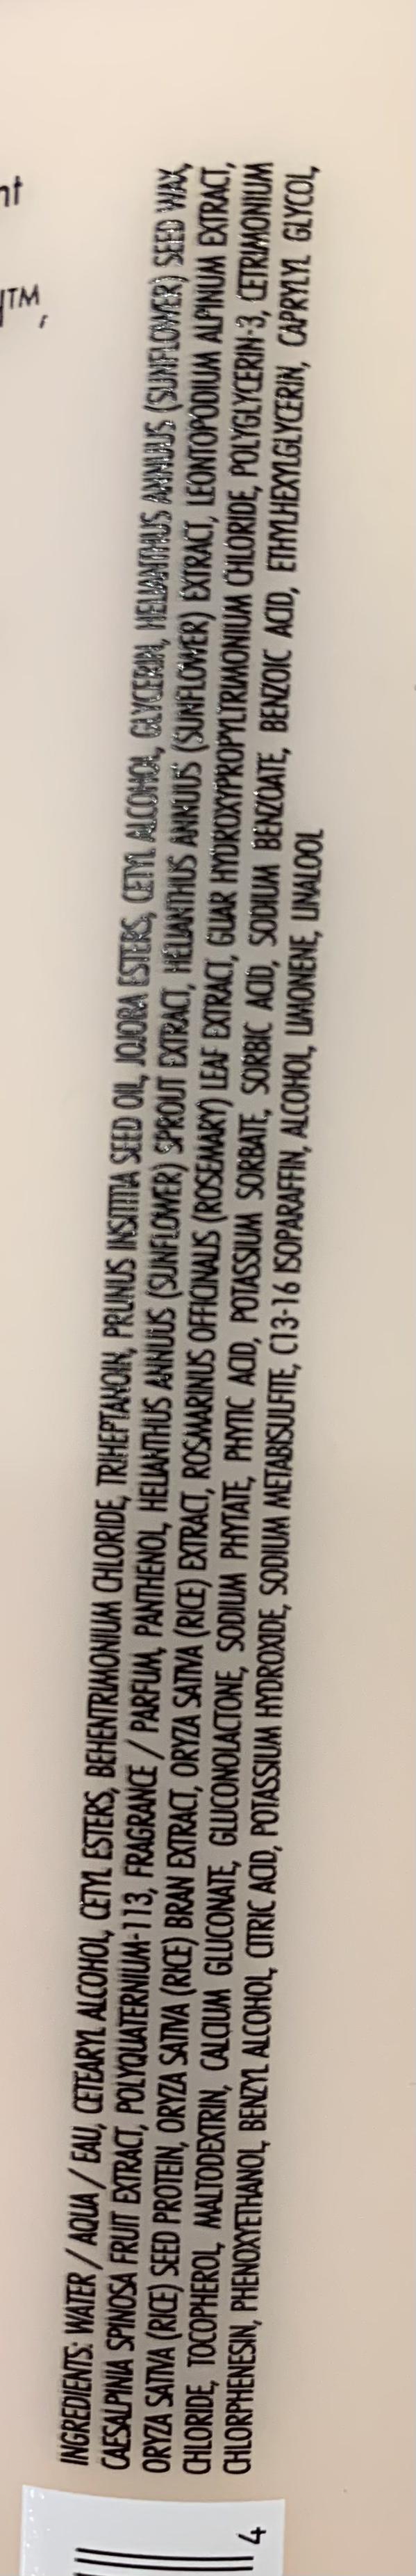 nt
TM,
INGREDIENTS: WATER / AQUA / EAU, CETEARYL ALCOHOL, CETYL ESTERS, BEHENTRIMONIUM CHLORIDE, TRIHEPTANOIN, PRUNUS INSITITIA SEED OIL, JOJOBA ESTERS, CETYL ALCOHOL, GLYCERIN, HELIANTHUS ANNUUS (SUNFLOWER) SEED WAX,
CAESALPINIA SPINOSA FRUIT EXTRACT, POLYQUATERNIUM-113, FRAGRANCE / PARFUM, PANTHENOL, HELIANTHUS ANNUUS (SUNFLOWER) SPROUT EXTRACT, HELIANTHUS ANNUUS (SUNFLOWER) EXTRACT, LEONTOPODIUM ALPINUM EXTRACT,
ORYZA SATIVA (RICE) SEED PROTEIN, ORYZA SATIVA (RICE) BRAN EXTRACT, ORYZA SATIVA (RICE) EXTRACT, ROSMARINUS OFFICINALIS (ROSEMARY) LEAF EXTRACT, GUAR HYDROXYPROPYLTRIMONIUM CHLORIDE, POLYGLYCERIN-3, CETRIMONIUM
CHLORIDE, TOCOPHEROL, MALTODEXTRIN, CALCIUM GLUCONATE, GLUCONOLACTONE, SODIUM PHYTATE, PHYTIC ACID, POTASSIUM SORBATE, SORBIC ACID, SODIUM BENZOATE, BENZOIC ACID, ETHYLHEXYLGLYCERIN, CAPRYLYL GLYCOL,
CHLORPHENESIN, PHENOXYETHANOL, BENZYL ALCOHOL, CITRIC ACID, POTASSIUM HYDROXIDE, SODIUM METABISULFITE, C13-16 ISOPARAFFIN, ALCOHOL, LIMONENE, LINALOOL
4